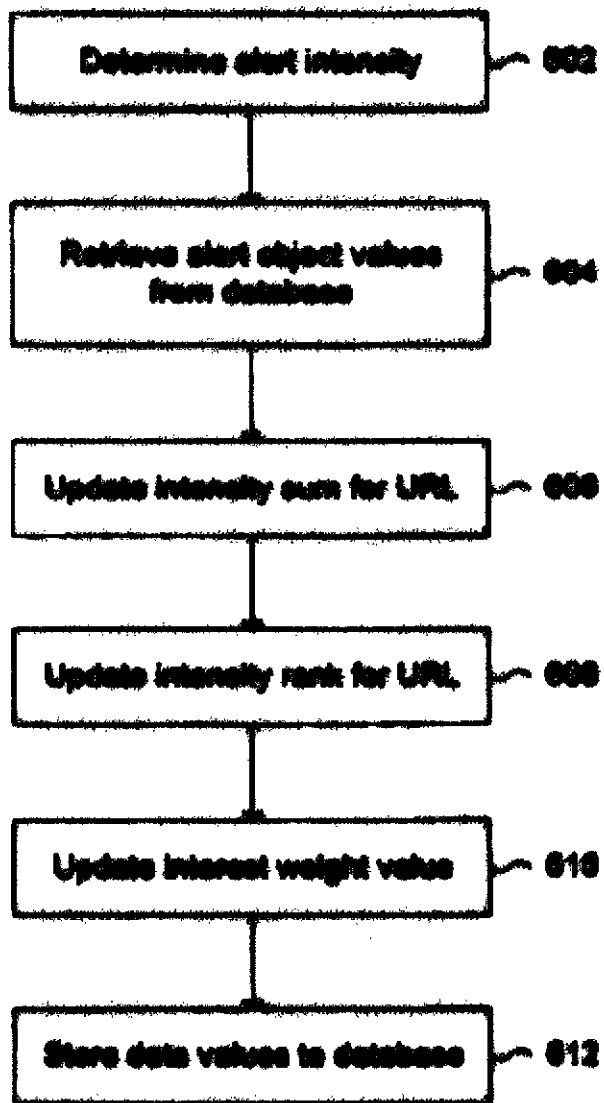 Determine alert intensity
602
Retrieve alert object values
from database
604
Update intensity sum for URL
606
Update intensity rank for URL
608
Update interest weight value
610
Store data values to database
612